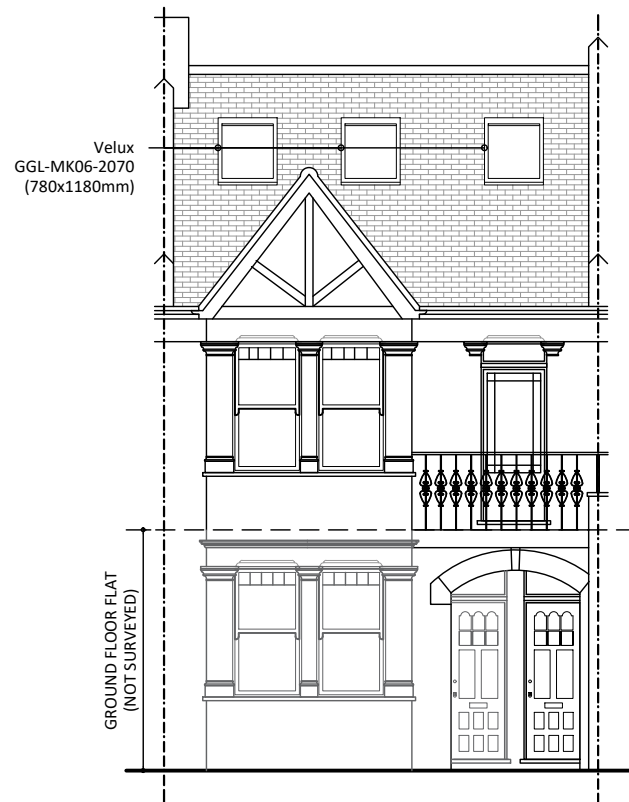 Velux
GGL-MK06-2070
(780x1180mm)
GROUND FLOOR FLAT
(NOT SURVEYED)